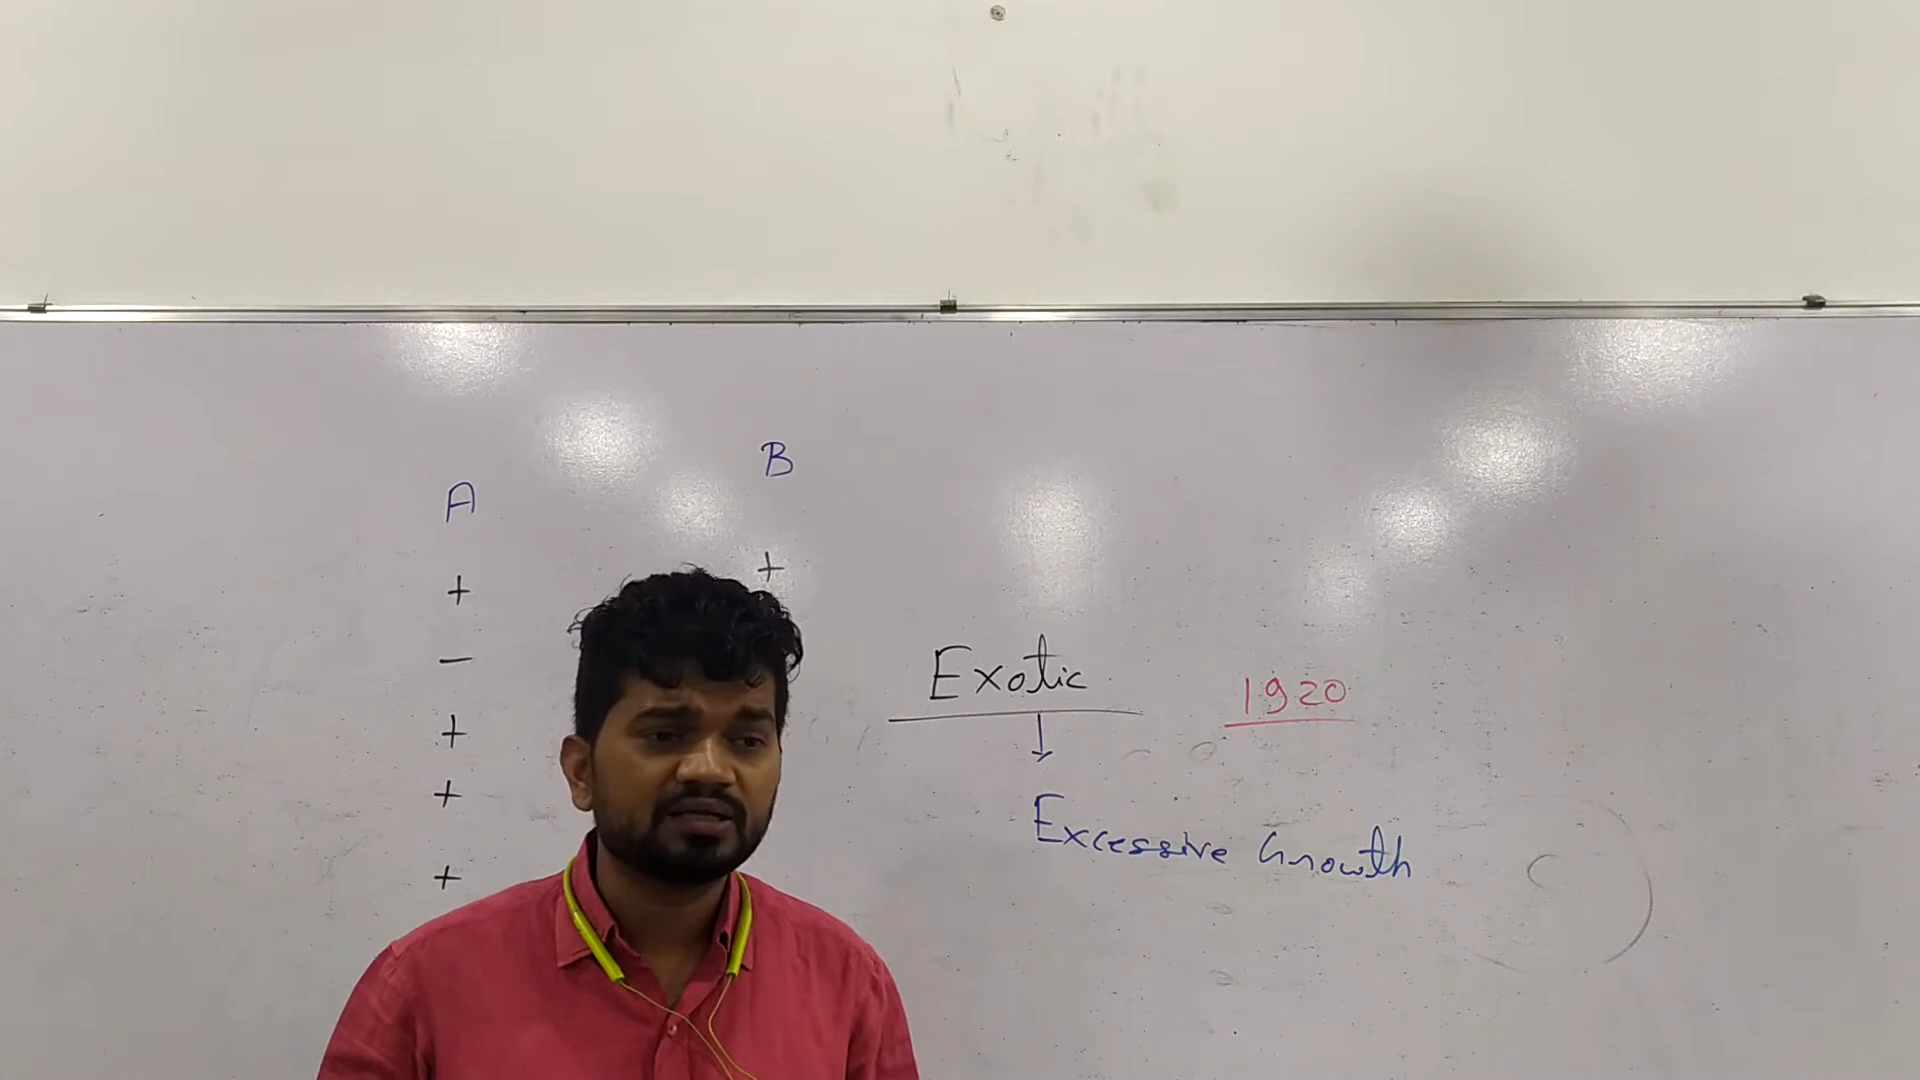 B
A
+
+
−
Exotic
1920
+
↓
+
Excessive Growth
+